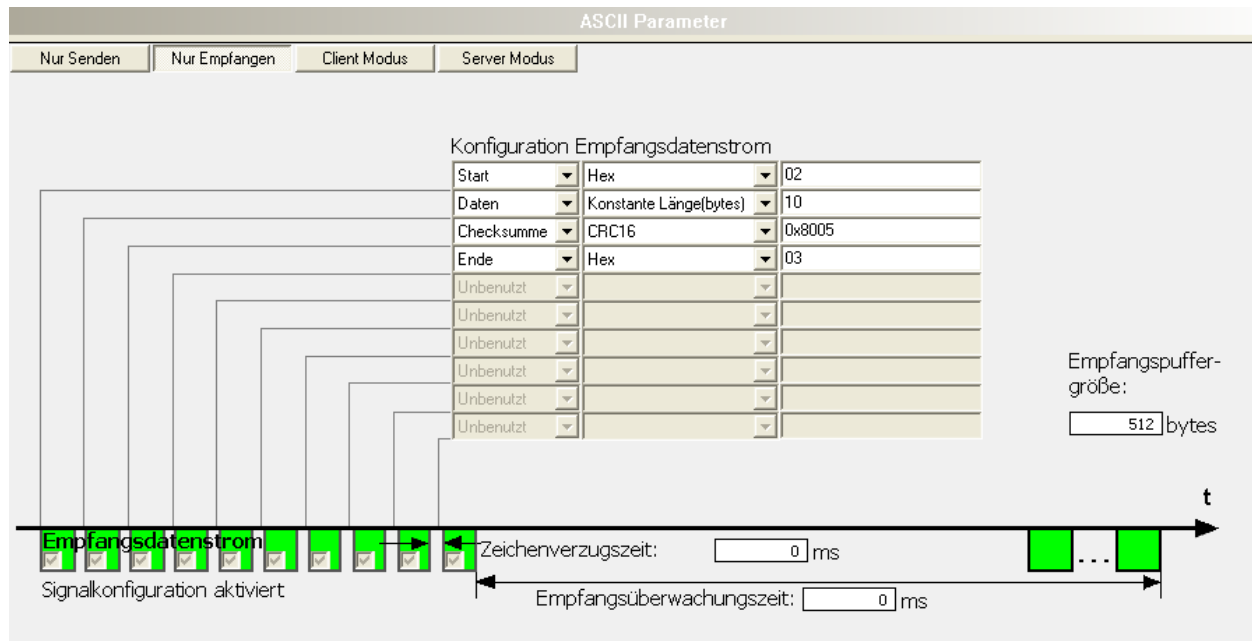 ASCII Parameter
Nur Senden Nur Empfangen Client Modus Server Modus
Konfiguration Empfangsdatenstrom
Start Hex 02
Daten Konstante Länge(bytes) 10
Checksumme CRC16 0x8005
Ende Hex 03
Unbenutzt
Unbenutzt
Unbenutzt
Unbenutzt
Unbenutzt
Unbenutzt
Empfangspuffer-
größe:
512 bytes
t
Empfangsdatenstrom
Zeichenverzugszeit: 0 ms
...
Signalkonfiguration aktiviert
Empfangsüberwachungszeit: 0 ms